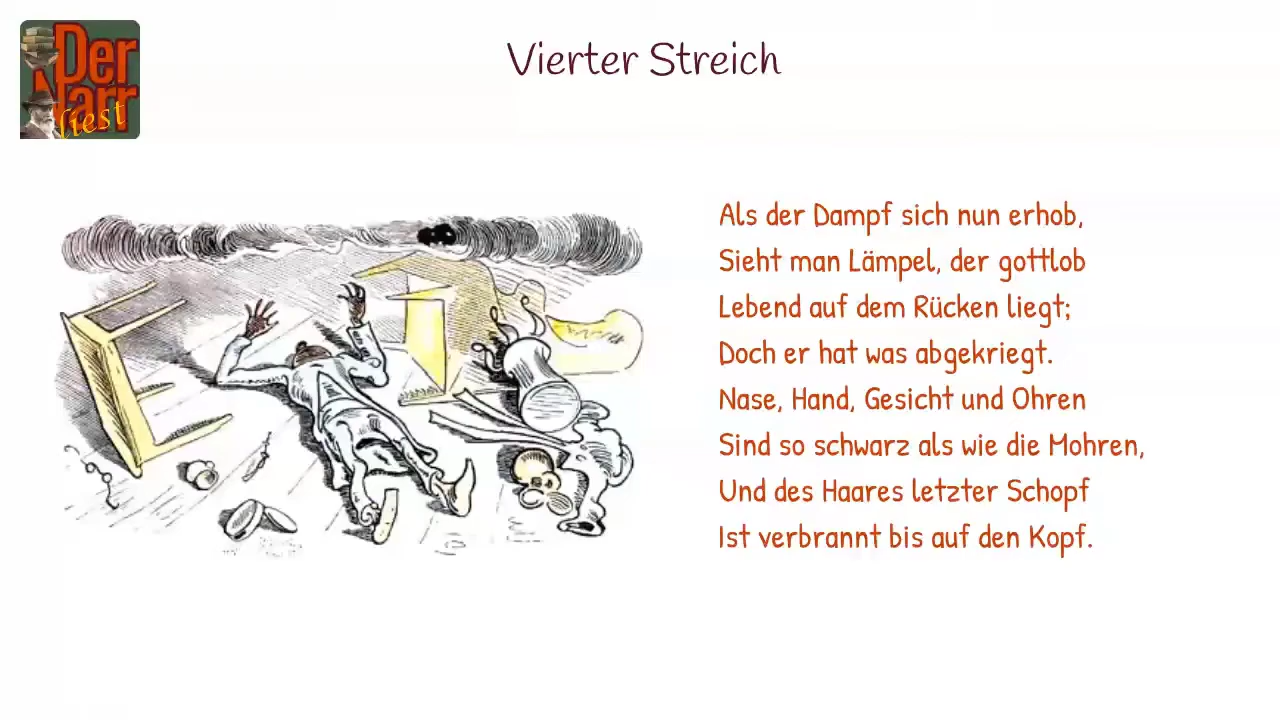 Der
Narr
liest
Vierter Streich
Als der Dampf sich nun erhob,
Sieht man Lämpel, der gottlob
Lebend auf dem Rücken liegt;
Doch er hat was abgekriegt.
Nase, Hand, Gesicht und Ohren
Sind so schwarz als wie die Mohren,
Und des Haares letzter Schopf
Ist verbrannt bis auf den Kopf.